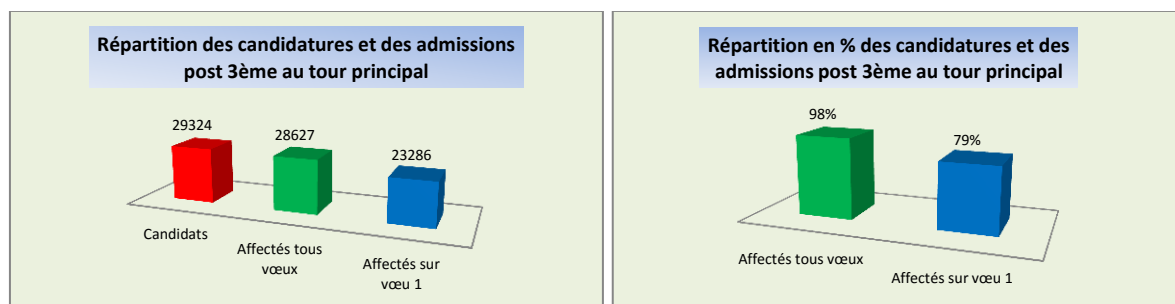 Répartition des candidatures et des admissions
post 3ème au tour principal
29324
28627
23286
Candidats
Affectés tous
vœux
Affectés sur
vœu 1
Répartition en % des candidatures et des
admissions post 3ème au tour principal
98%
79%
Affectés tous vœux
Affectés sur vœu 1